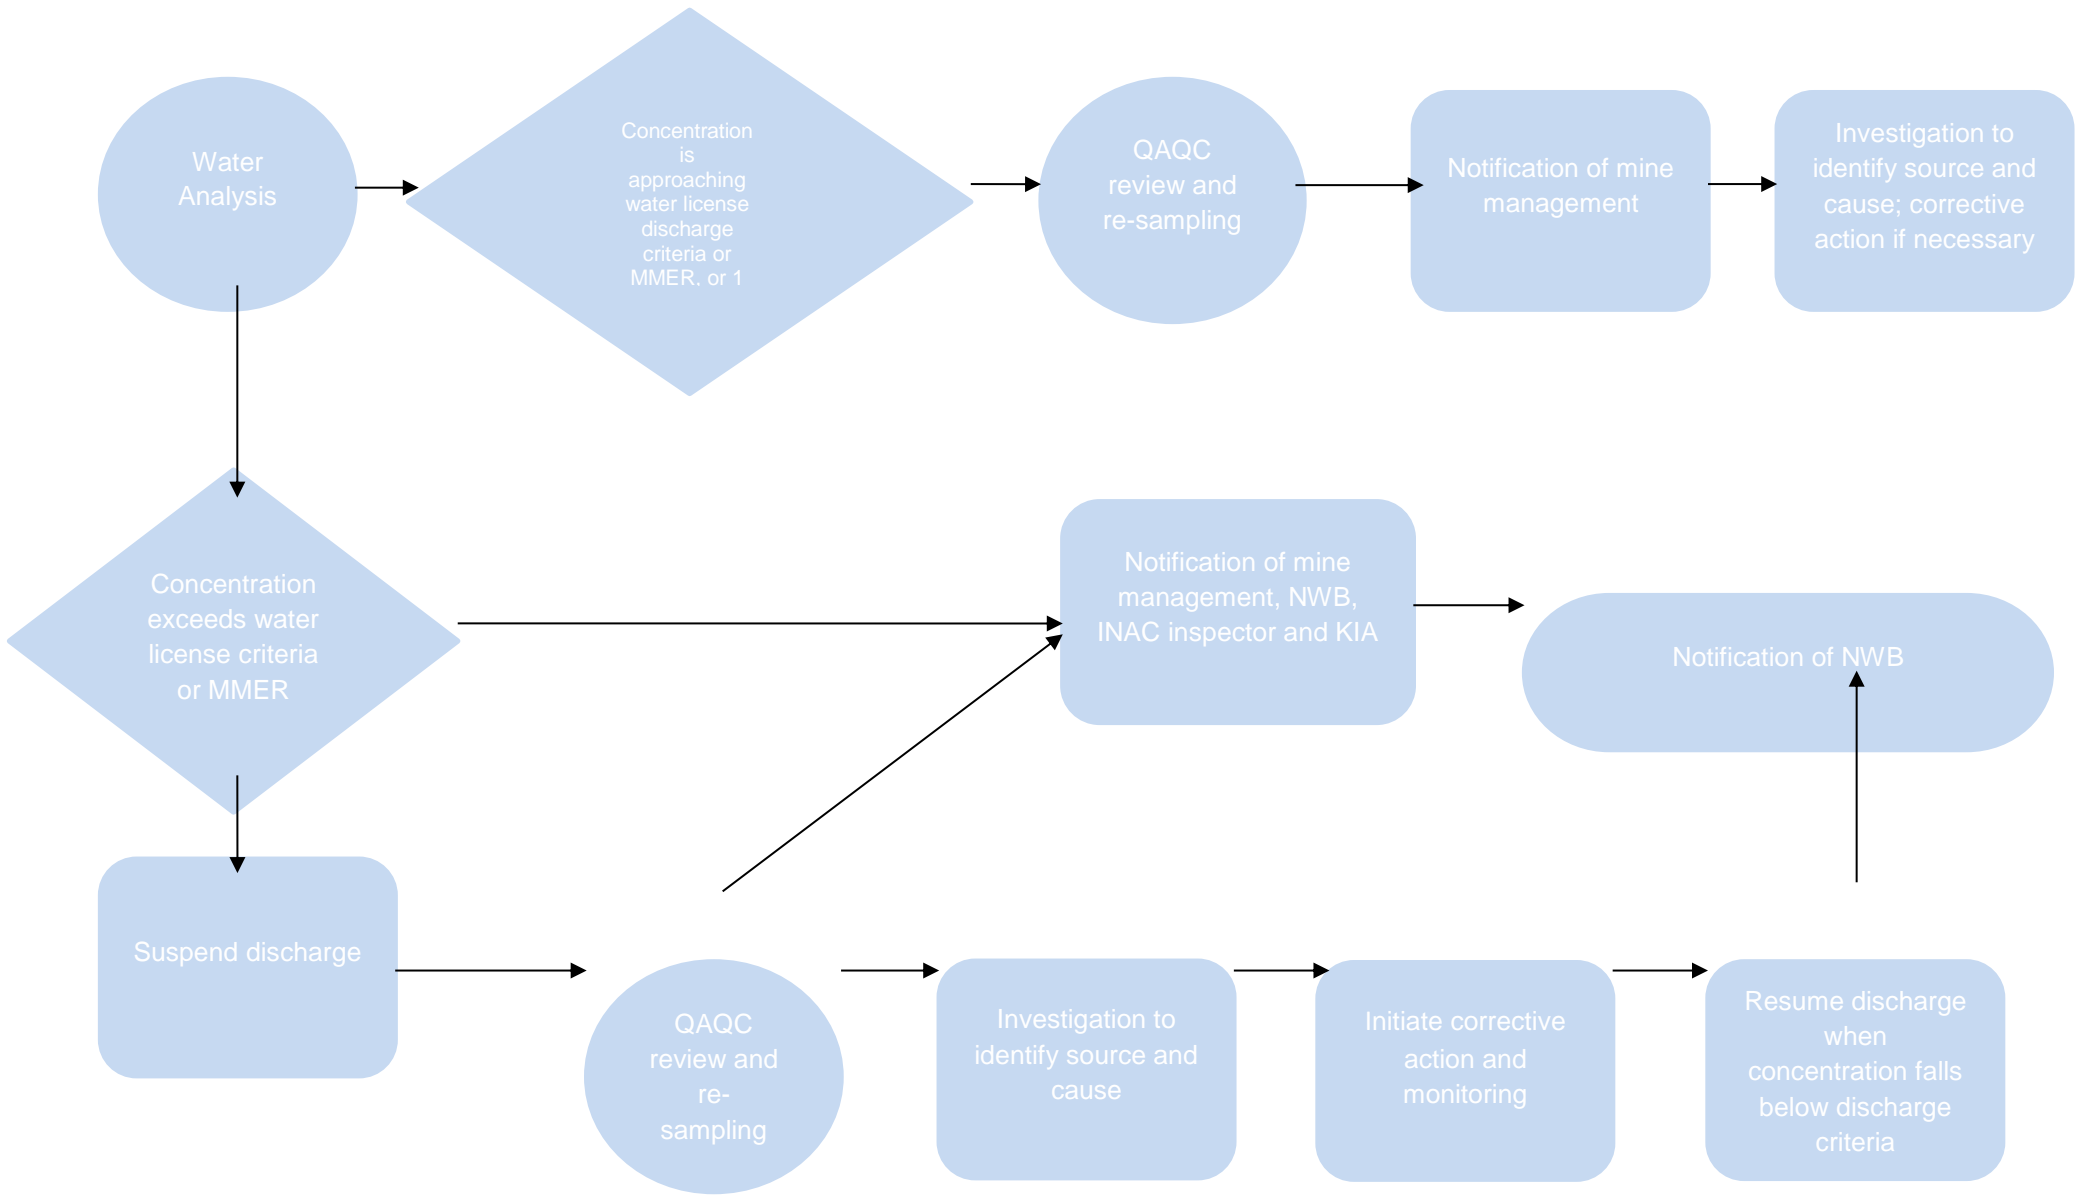 Water
Analysis
Concentration
is
approaching
water license
discharge
criteria or
MMER. or 1
QAQC
review and
re-sampling
Notification of mine
management
Investigation to
identify source and
cause; corrective
action if necessary
Concentration
exceeds water
license criteria
or MMER
Notification of mine
management, NWB,
INAC inspector and KIA
Notification of NWB
Suspend discharge
QAQC
review and
re-
sampling
Investigation to
identify source and
cause
Initiate corrective
action and
monitoring
Resume discharge
when
concentration falls
below discharge
criteria